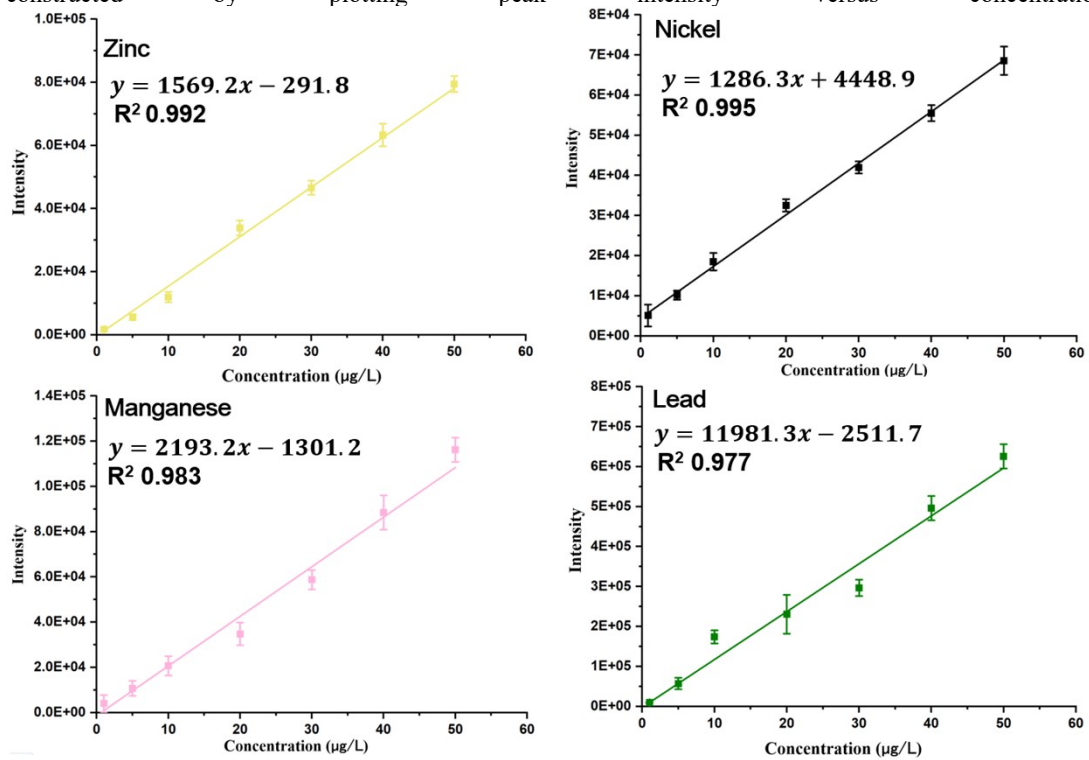 constructed by plotting peak intensity versus concentration
Zinc
y = 1569.2x − 291.8
R² 0.992
1.0E+05
8.0E+04
6.0E+04
4.0E+04
2.0E+04
0.0E+00
Intensity
0 10 20 30 40 50 60
Concentration (µg/L)
Nickel
y = 1286.3x + 4448.9
R² 0.995
8E+04
7E+04
6E+04
5E+04
4E+04
3E+04
2E+04
1E+04
0E+00
Intensity
0 10 20 30 40 50 60
Concentration (µg/L)
Manganese
y = 2193.2x − 1301.2
R² 0.983
1.4E+05
1.2E+05
1.0E+05
8.0E+04
6.0E+04
4.0E+04
2.0E+04
0.0E+00
Intensity
0 10 20 30 40 50 60
Concentration (µg/L)
Lead
y = 11981.3x − 2511.7
R² 0.977
8E+05
7E+05
6E+05
5E+05
4E+05
3E+05
2E+05
1E+05
0E+00
Intensity
0 10 20 30 40 50 60
Concentration (µg/L)